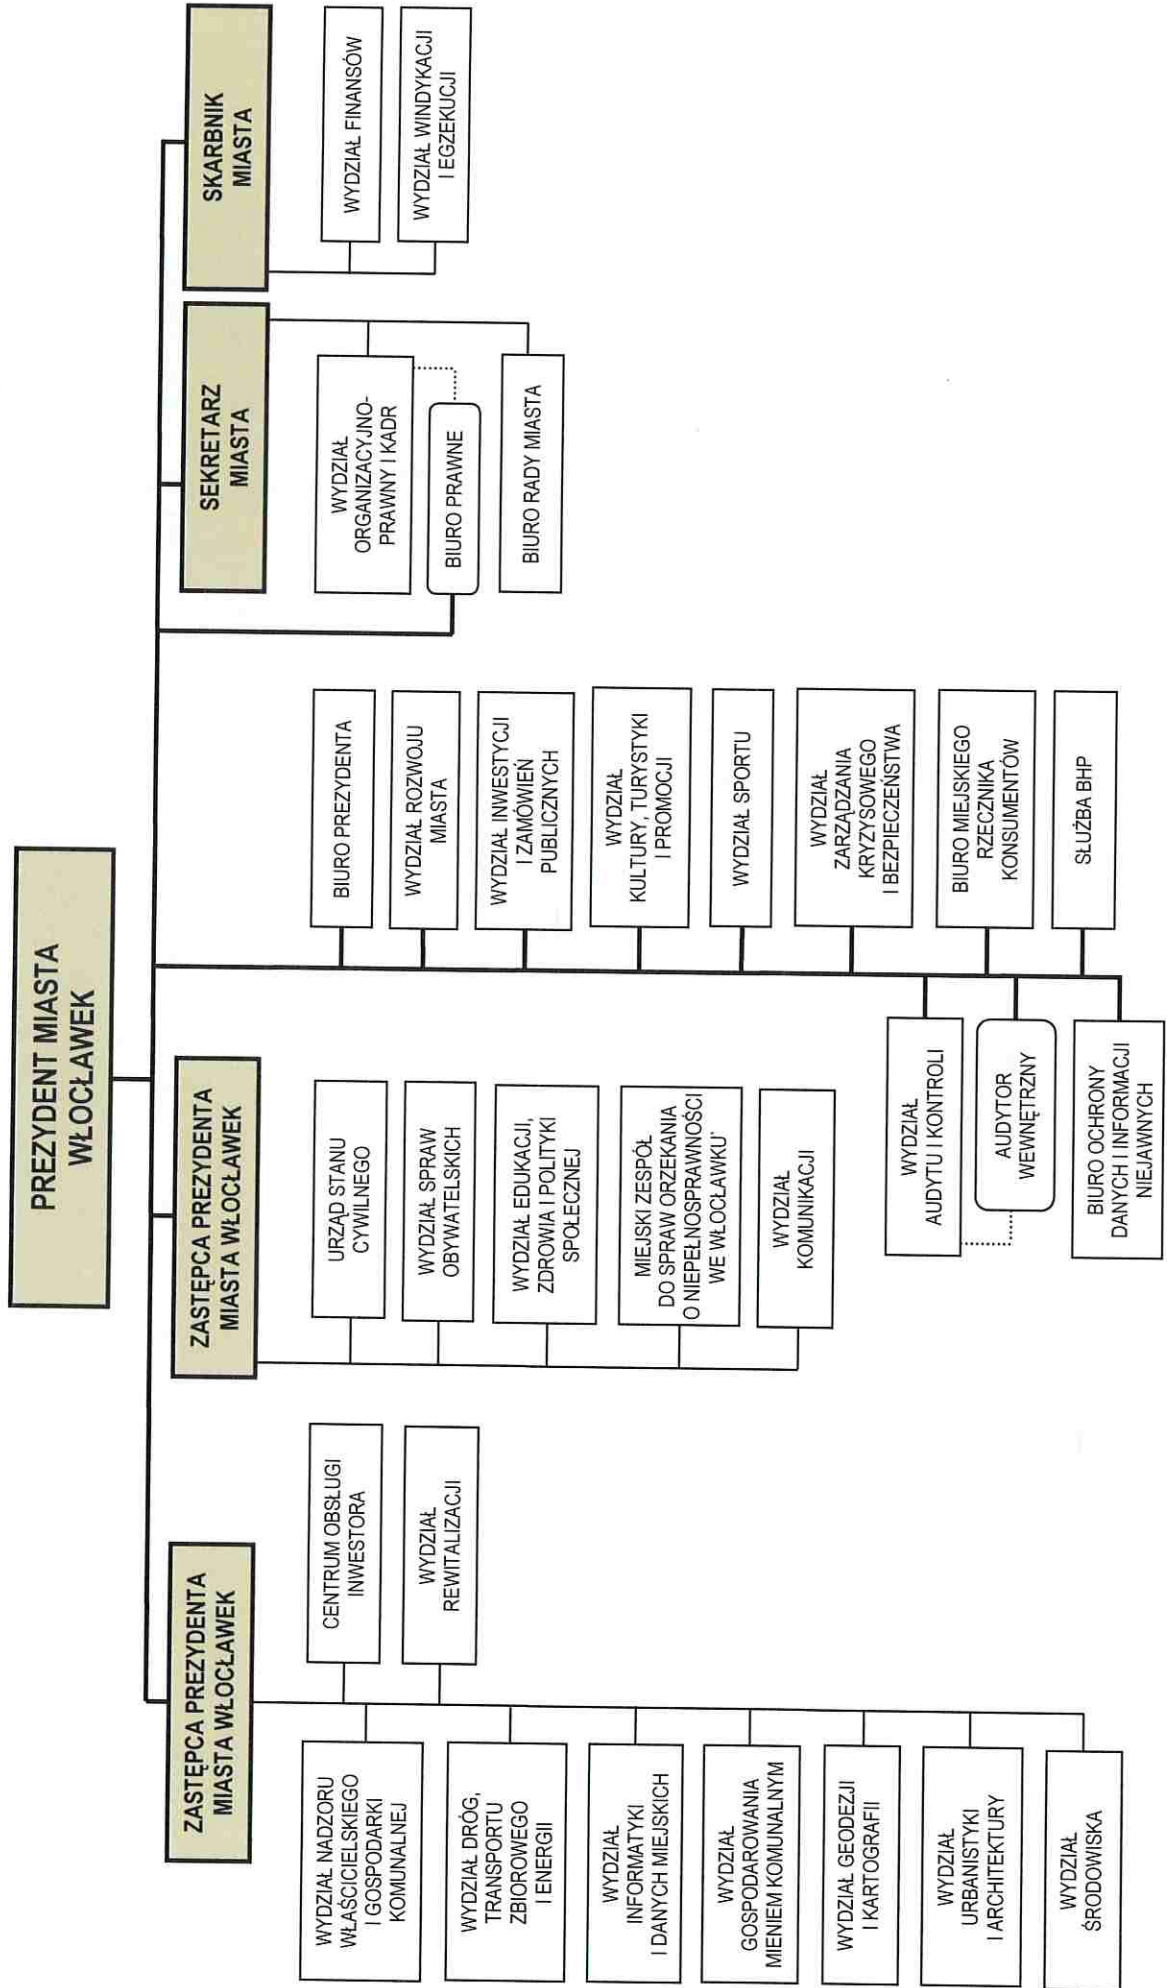 PREZYDENT MIASTA
WŁOCŁAWEK
ZASTĘPCA PREZYDENTA
MIASTA WŁOCŁAWEK
ZASTĘPCA PREZYDENTA
MIASTA WŁOCŁAWEK
SEKRETARZ
MIASTA
SKARBNIK
MIASTA
WYDZIAŁ NADZORU
WŁAŚCICIELSKIEGO
I GOSPODARKI
KOMUNALNEJ
WYDZIAŁ DRÓG,
TRANSPORTU
ZBIOROWEGO
I ENERGII
WYDZIAŁ
INFORMATYKI
I DANYCH MIEJSKICH
WYDZIAŁ
GOSPODAROWANIA
MIENIEM KOMUNALNYM
WYDZIAŁ GEODEZJI
I KARTOGRAFII
WYDZIAŁ
URBANISTYKI
I ARCHITEKTURY
WYDZIAŁ
ŚRODOWISKA
CENTRUM OBSŁUGI
INWESTORA
WYDZIAŁ
REWITALIZACJI
URZĄD STANU
CYWILNEGO
WYDZIAŁ SPRAW
OBYWATELSKICH
WYDZIAŁ EDUKACJI,
ZDROWIA I POLITYKI
SPOŁECZNEJ
MIEJSKI ZESPÓŁ
DO SPRAW ORZEKANIA
O NIEPEŁNOSPRAWNOŚCI
WE WŁOCŁAWKU
WYDZIAŁ
KOMUNIKACJI
WYDZIAŁ
AUDYTU I KONTROLI
AUDYTOR
WEWNĘTRZNY
BIURO OCHRONY
DANYCH I INFORMACJI
NIEJAWNYCH
BIURO PREZYDENTA
WYDZIAŁ ROZWOJU
MIASTA
WYDZIAŁ INWESTYCJI
I ZAMÓWIEŃ
PUBLICZNYCH
WYDZIAŁ
KULTURY, TURYSTYKI
I PROMOCJI
WYDZIAŁ SPORTU
WYDZIAŁ
ZARZĄDZANIA
KRYZYSOWEGO
I BEZPIECZEŃSTWA
BIURO MIEJSKIEGO
RZECZNIKA
KONSUMENTÓW
SŁUŻBA BHP
WYDZIAŁ
ORGANIZACYJNO-
PRAWNY I KADR
BIURO PRAWNE
BIURO RADY MIASTA
WYDZIAŁ FINANSÓW
WYDZIAŁ WINDYKACJI
I EGZEKUCJI